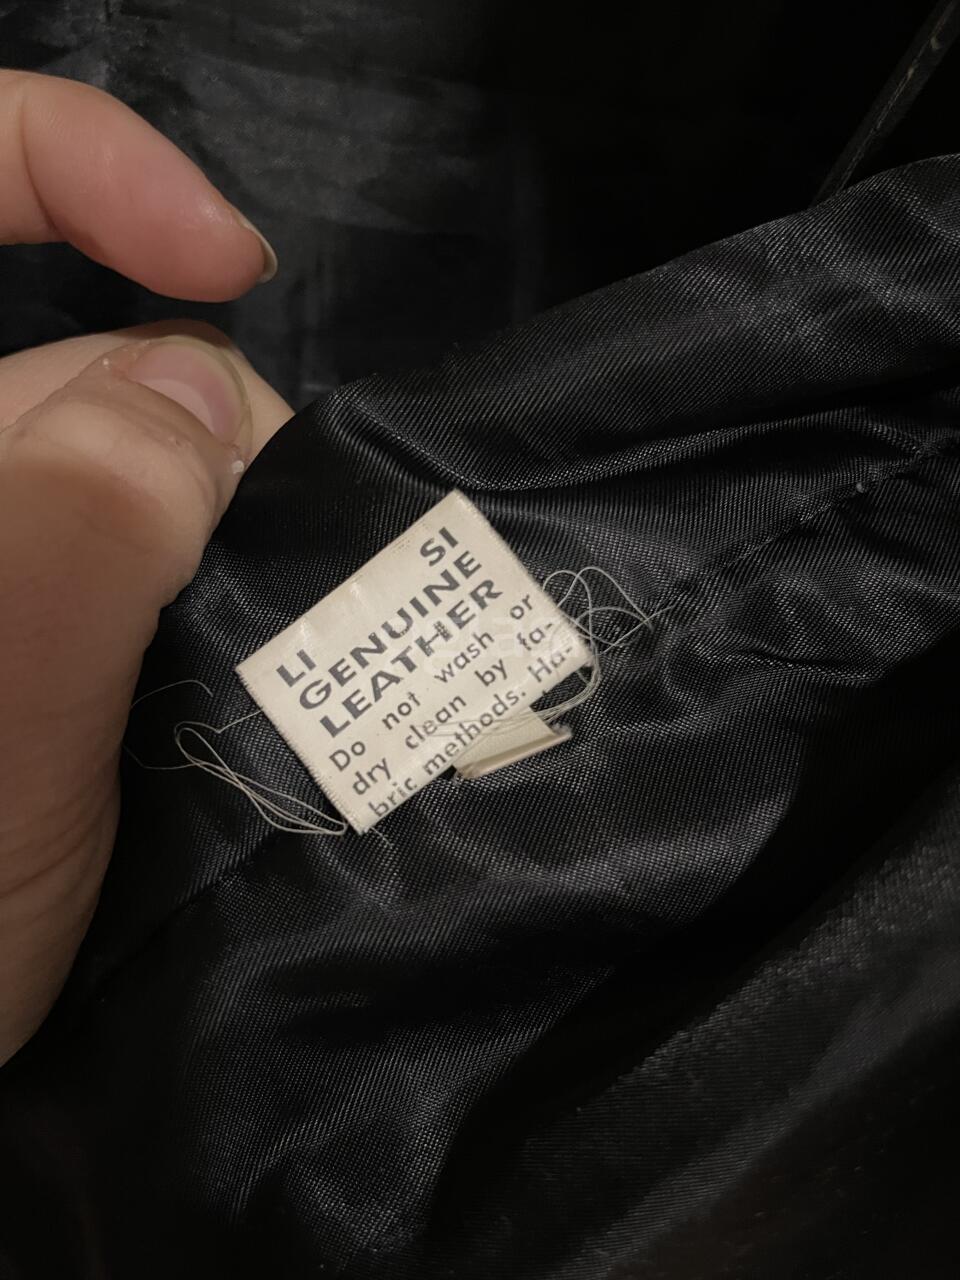 LI SI
GENUINE
LEATHER
Do not wash or
dry clean by fa-
bric methods. Ha-